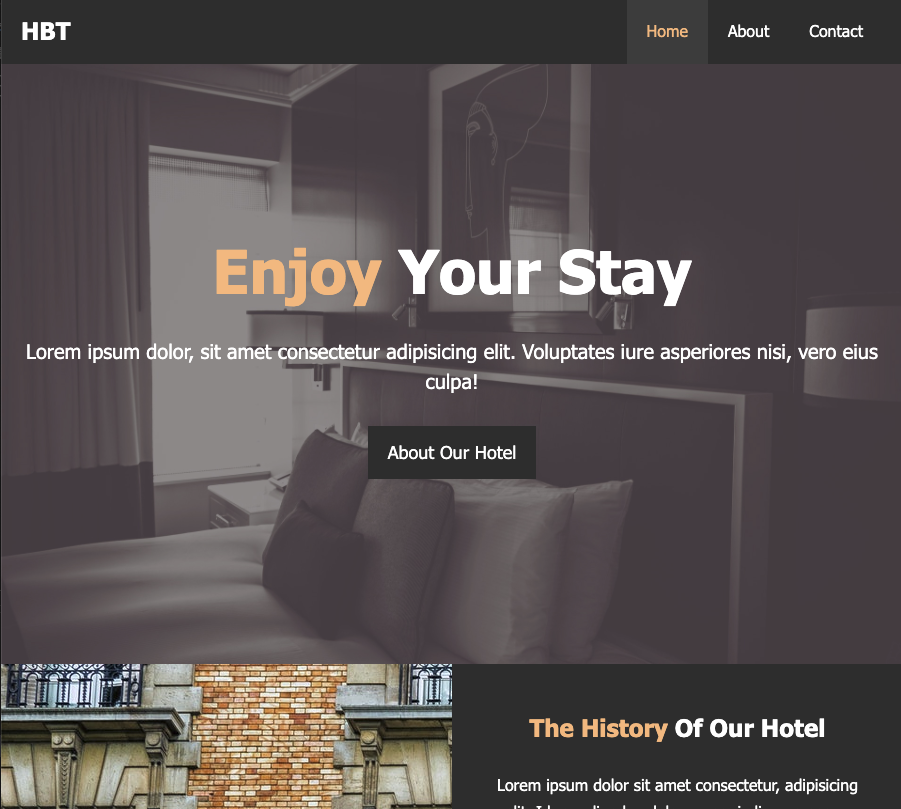 HBT
Home About Contact
Enjoy Your Stay
Lorem ipsum dolor, sit amet consectetur adipisicing elit. Voluptates iure asperiores nisi, vero eius
culpa!
About Our Hotel
The History Of Our Hotel
Lorem ipsum dolor sit amet consectetur, adipisicing